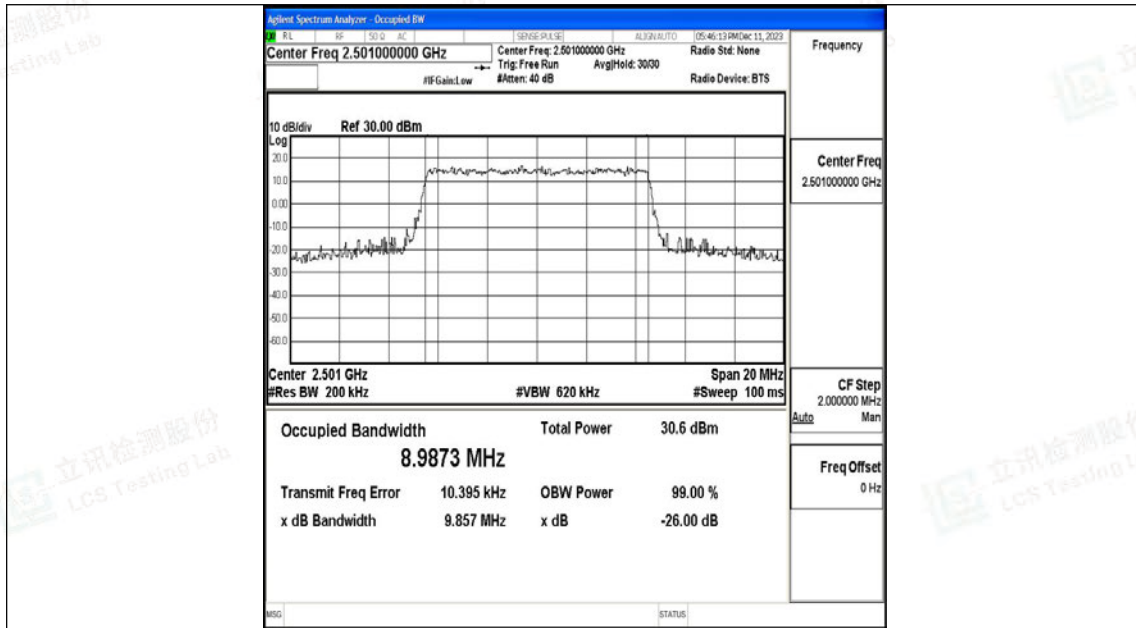 Agilent Spectrum Analyzer - Occupied BW
RL RF 50 Ω AC SENSE:PULSE ALIGN AUTO 05:46:13 PM Dec 11, 2023
Center Freq 2.501000000 GHz
Center Freq: 2.501000000 GHz
Radio Std: None
Trig: Free Run Avg|Hold: 30/30
#IFGain:Low
#Atten: 40 dB
Radio Device: BTS
10 dB/div Ref 30.00 dBm
Log
20.0
10.0
0.00
-10.0
-20.0
-30.0
-40.0
-50.0
-60.0
Center 2.501 GHz
Span 20 MHz
#Res BW 200 kHz
#VBW 620 kHz
#Sweep 100 ms
Occupied Bandwidth
8.9873 MHz
Total Power 30.6 dBm
Transmit Freq Error 10.395 kHz
OBW Power 99.00 %
x dB Bandwidth 9.857 MHz
x dB -26.00 dB
MSG
STATUS
Frequency
Center Freq
2.501000000 GHz
CF Step
2.000000 MHz
Auto Man
Freq Offset
0 Hz
立讯检测股份
LCS Testing Lab
立讯检测股份
LCS Testing Lab